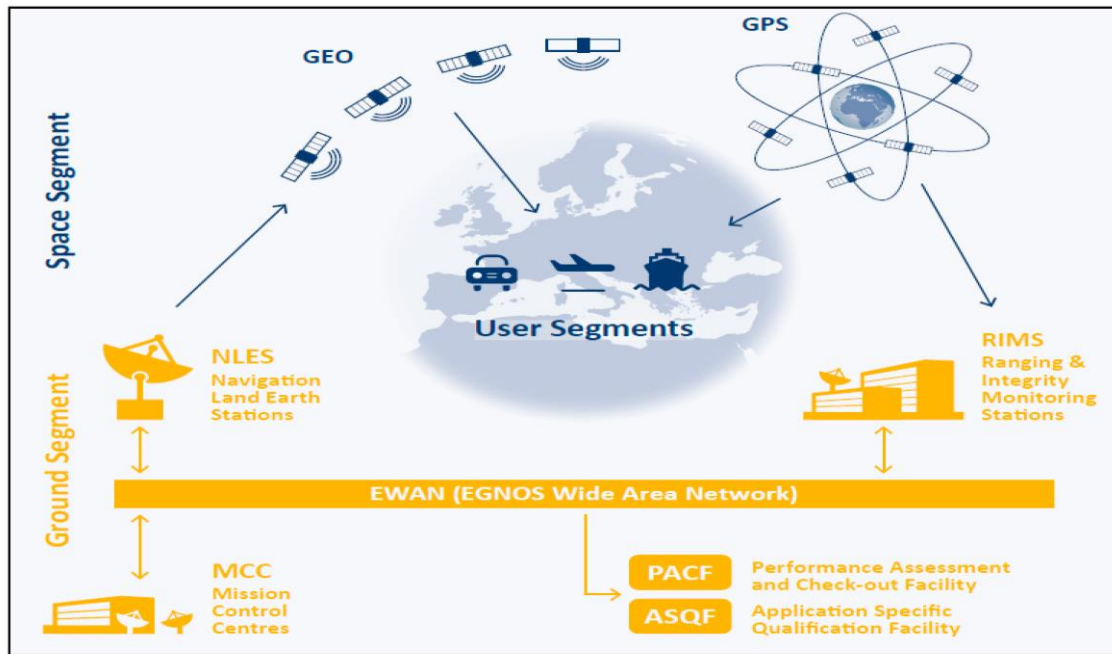 GEO
GPS
Space Segment
User Segments
NLES
Navigation
Land Earth
Stations
RIMS
Ranging &
Integrity
Monitoring
Stations
Ground Segment
EWAN (EGNOS Wide Area Network)
MCC
Mission
Control
Centres
PACF
Performance Assessment
and Check-out Facility
ASQF
Application Specific
Qualification Facility